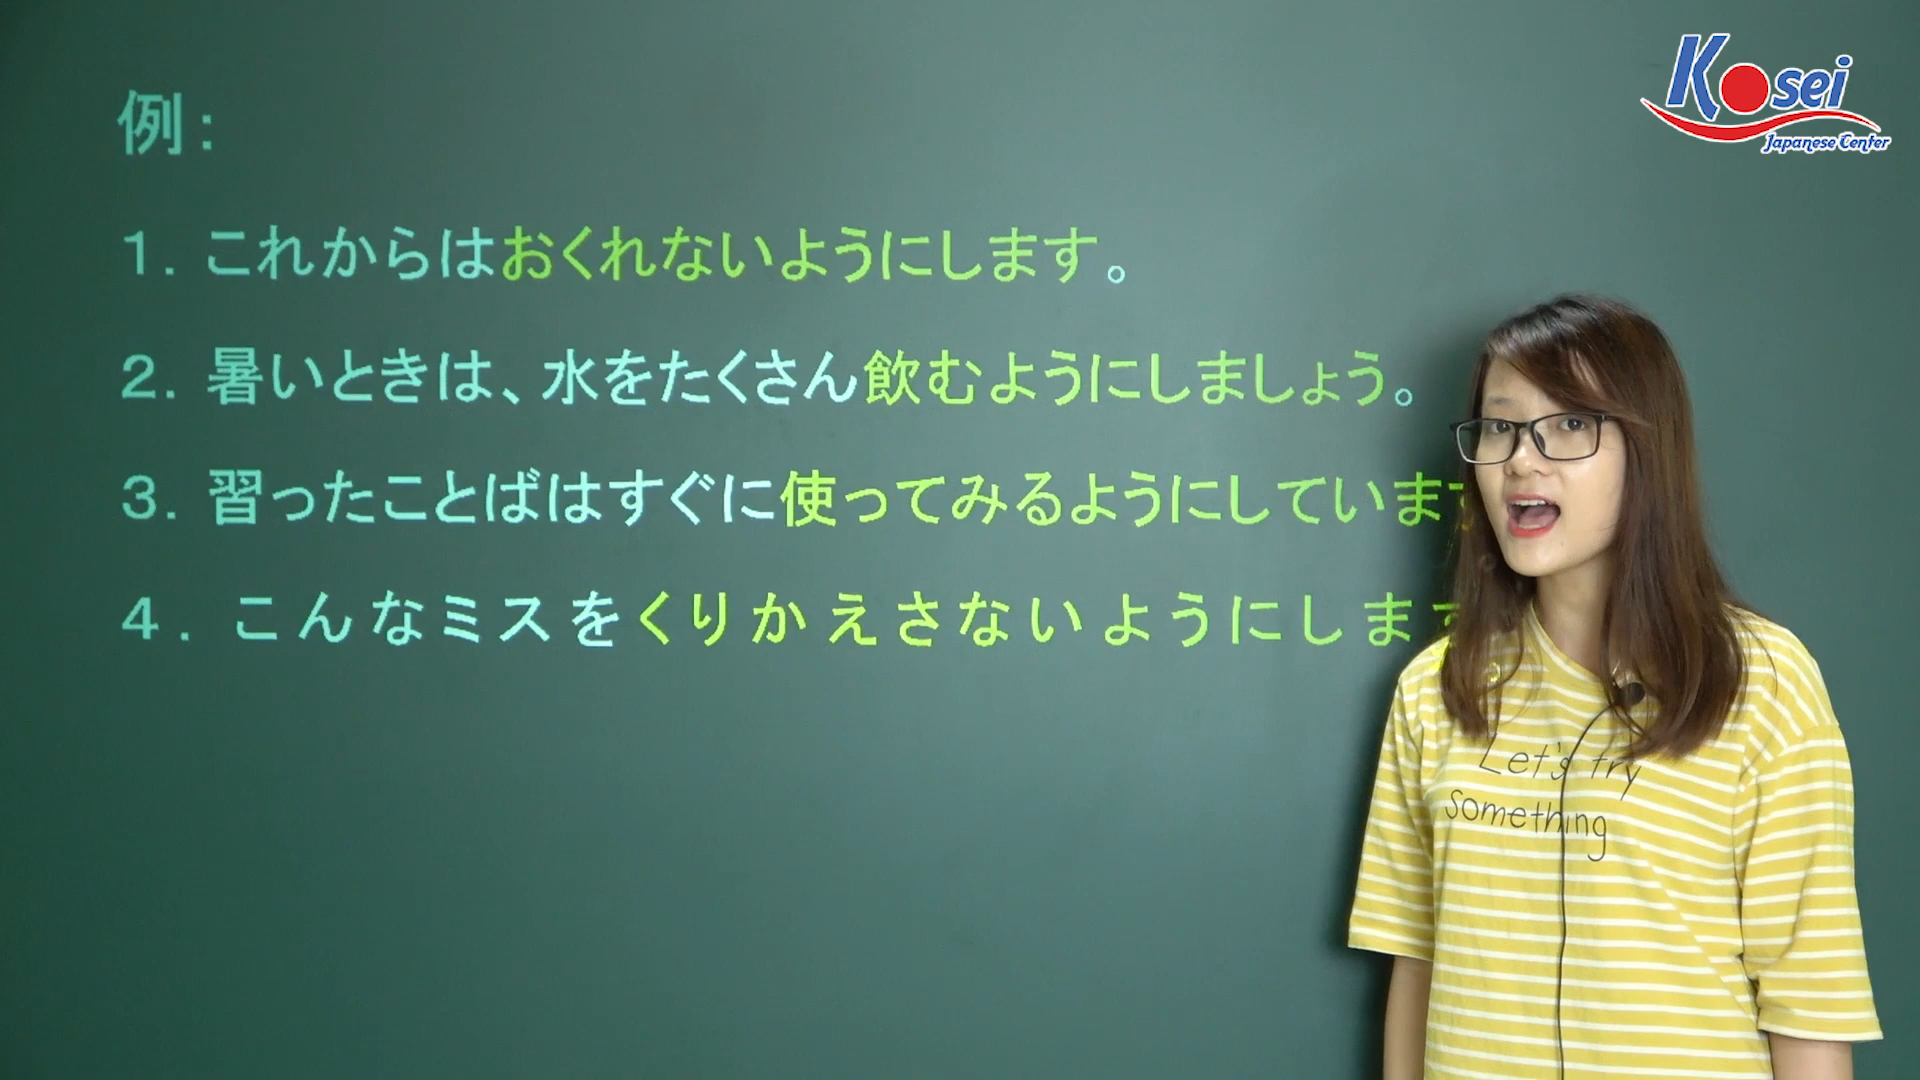 Kosei
Japanese Center
例：
１．これからはおくれないようにします。
２．暑いときは、水をたくさん飲むようにしましょう。
３．習ったことばはすぐに使ってみるようにしています
４．こんなミスをくりかえさないようにします
Let's try
something